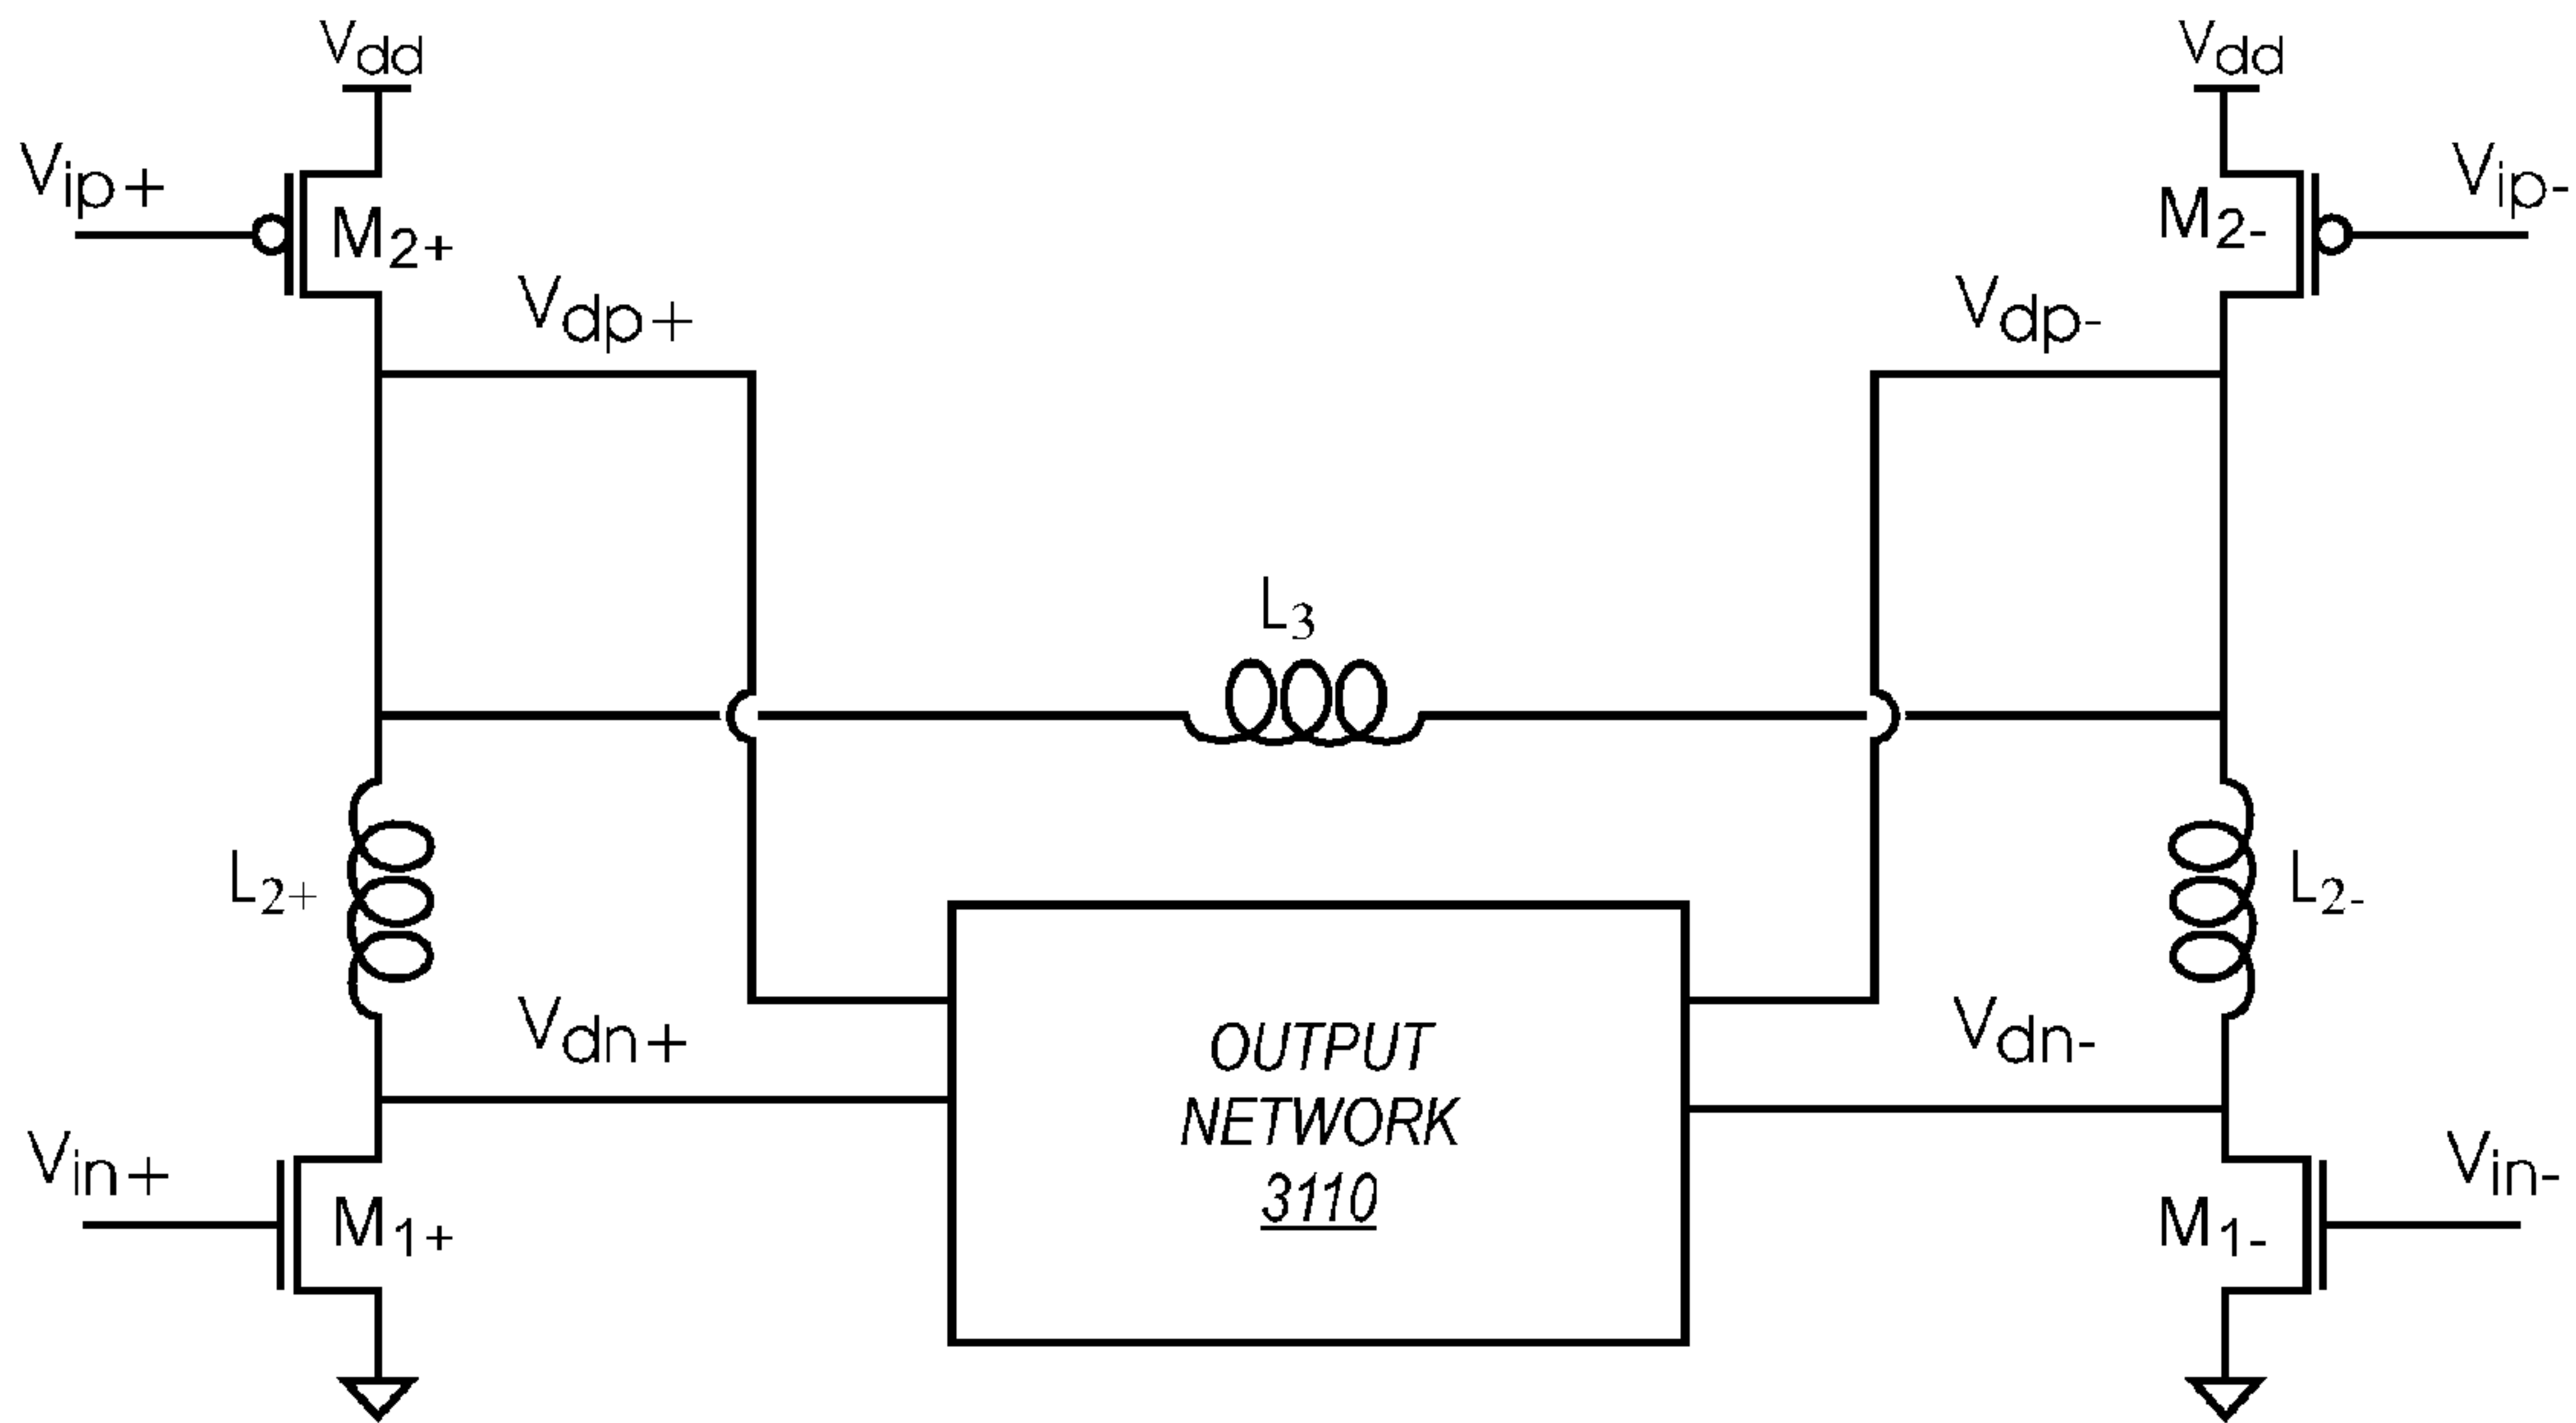 Vdd
Vdd
Vip+
M2+
M2-
Vip-
Vdp+
Vdp-
L3
L2+
L2-
Vdn+
Vdn-
OUTPUT
NETWORK
3110
Vin+
M1+
M1-
Vin-